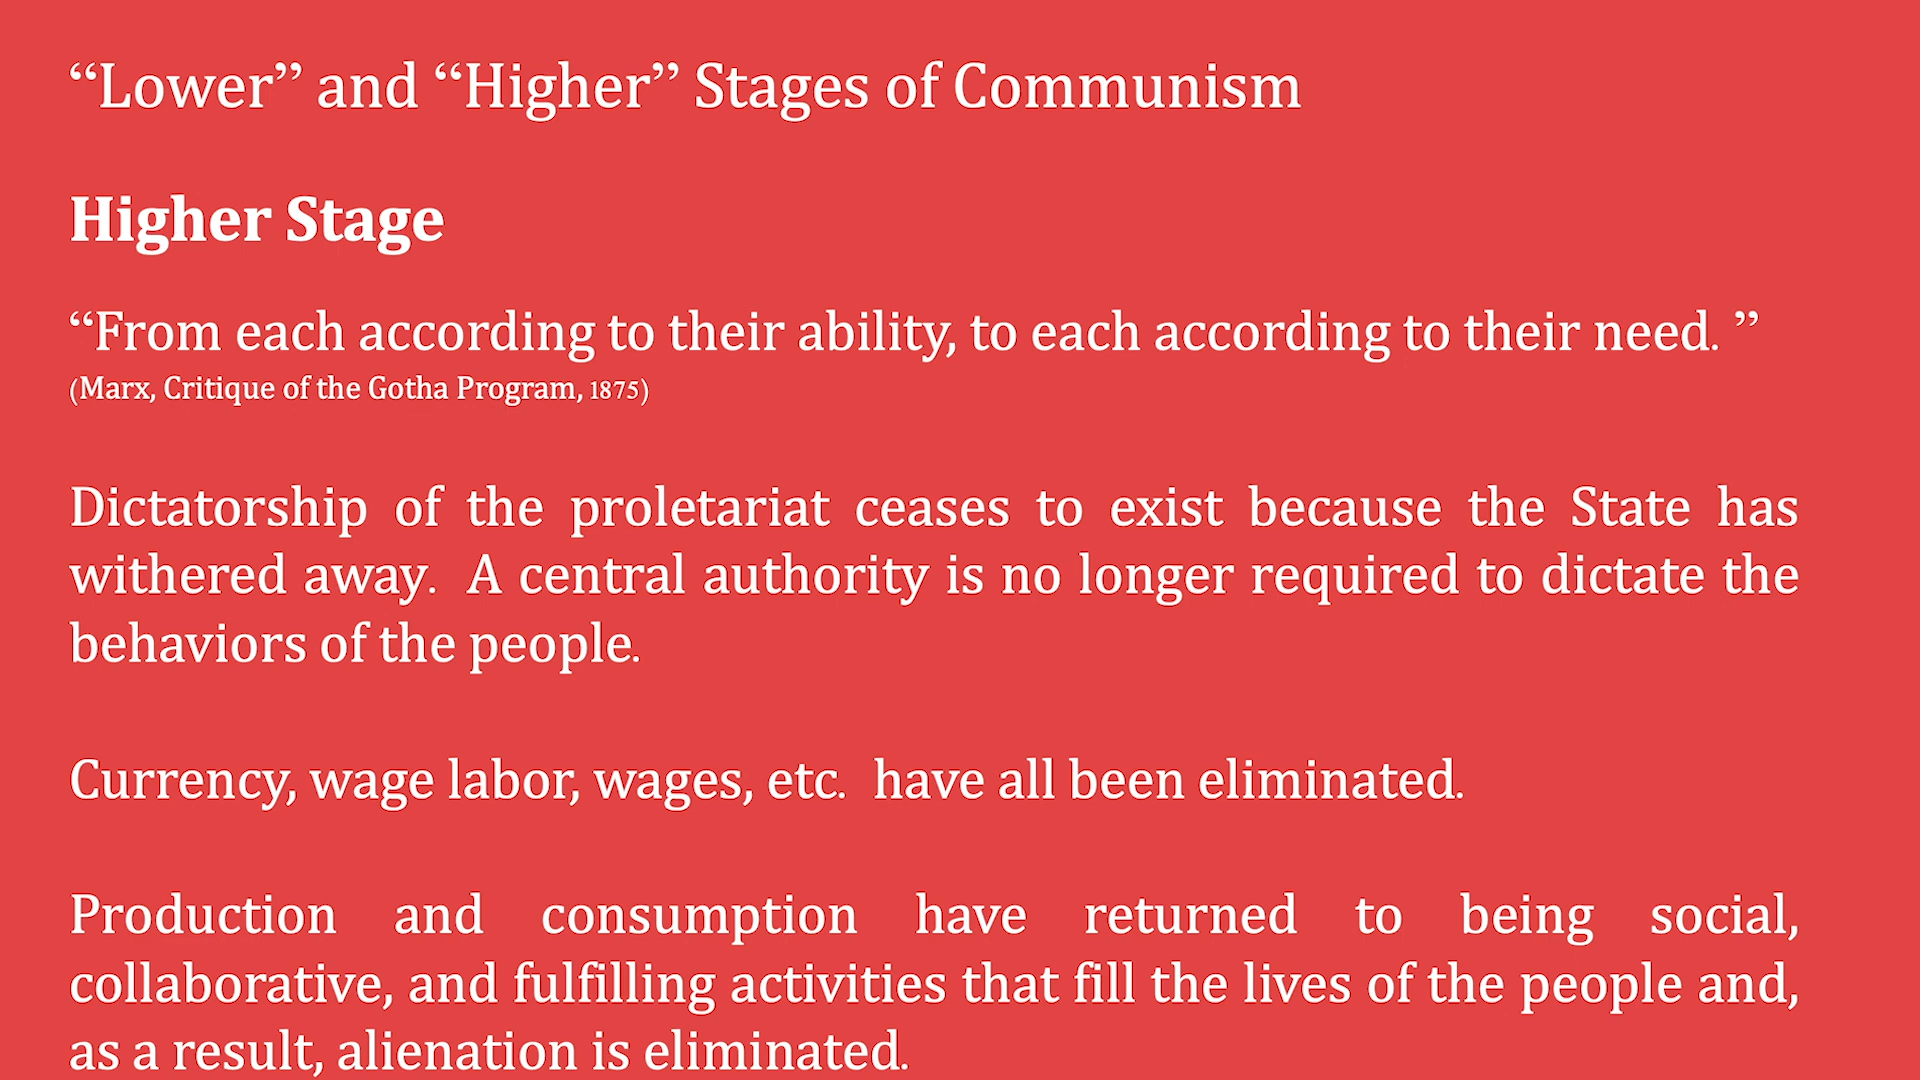 “Lower” and “Higher” Stages of Communism
Higher Stage
“From each according to their ability, to each according to their need. ”
(Marx, Critique of the Gotha Program, 1875)
Dictatorship of the proletariat ceases to exist because the State has
withered away.  A central authority is no longer required to dictate the
behaviors of the people.
Currency, wage labor, wages, etc.  have all been eliminated.
Production and consumption have returned to being social,
collaborative, and fulfilling activities that fill the lives of the people and,
as a result, alienation is eliminated.